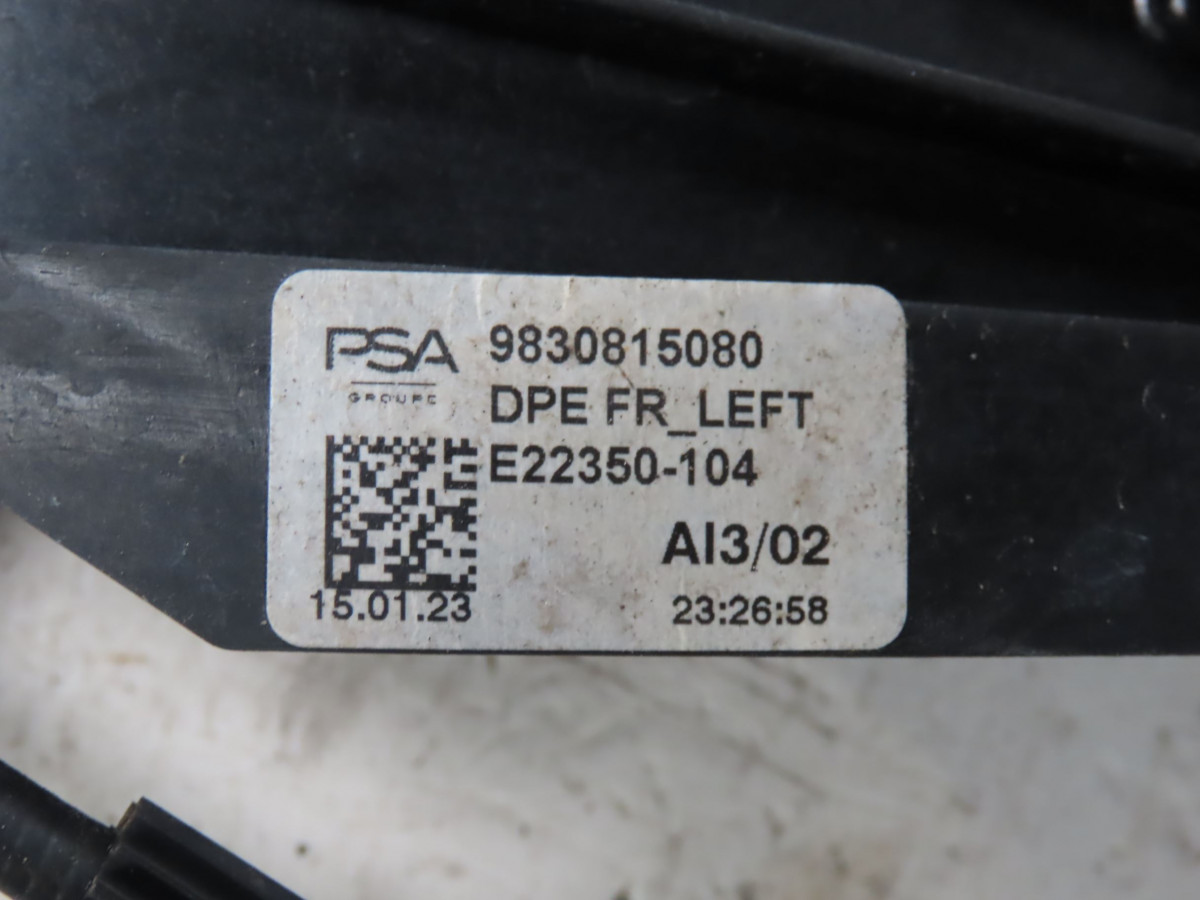 PSA 9830815080
GROUPE DPE FR_LEFT
E22350-104
AI3/02
15.01.23 23:26:58